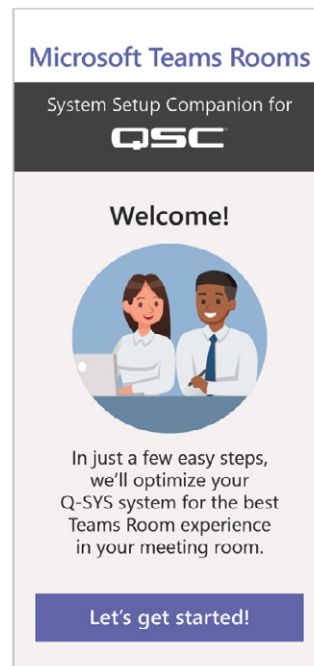 Microsoft Teams Rooms
System Setup Companion for
QSC
Welcome!
In just a few easy steps,
we'll optimize your
Q-SYS system for the best
Teams Room experience
in your meeting room.
Let's get started!